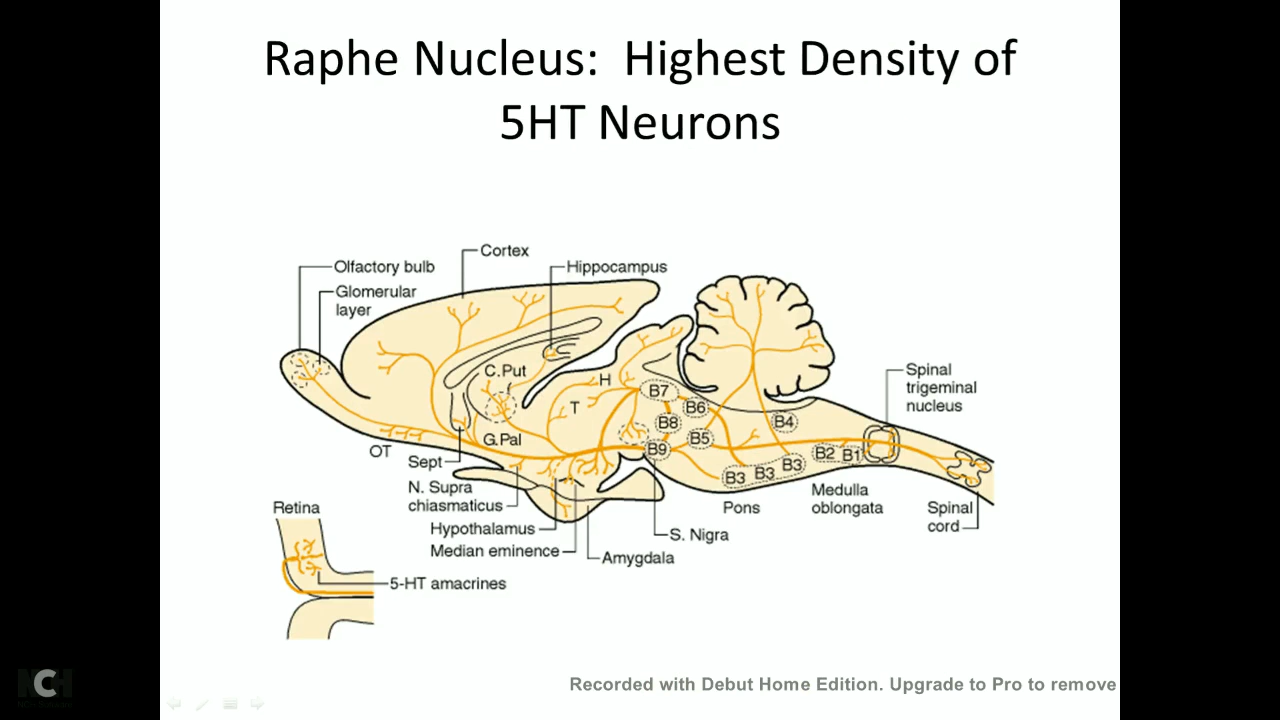 Raphe Nucleus:  Highest Density of
5HT Neurons
Cortex
Olfactory bulb
Hippocampus
Glomerular
layer
C.Put
H
T
G.Pal
OT
Sept
B7
B6
B8
B5
B9
B4
B3
B3
B3
B2
B1
Spinal
trigeminal
nucleus
N. Supra
chiasmaticus
Hypothalamus
Median eminence
Amygdala
S. Nigra
Pons
Medulla
oblongata
Spinal
cord
Retina
5-HT amacrines
NCH
NCH Software
Recorded with Debut Home Edition. Upgrade to Pro to remove